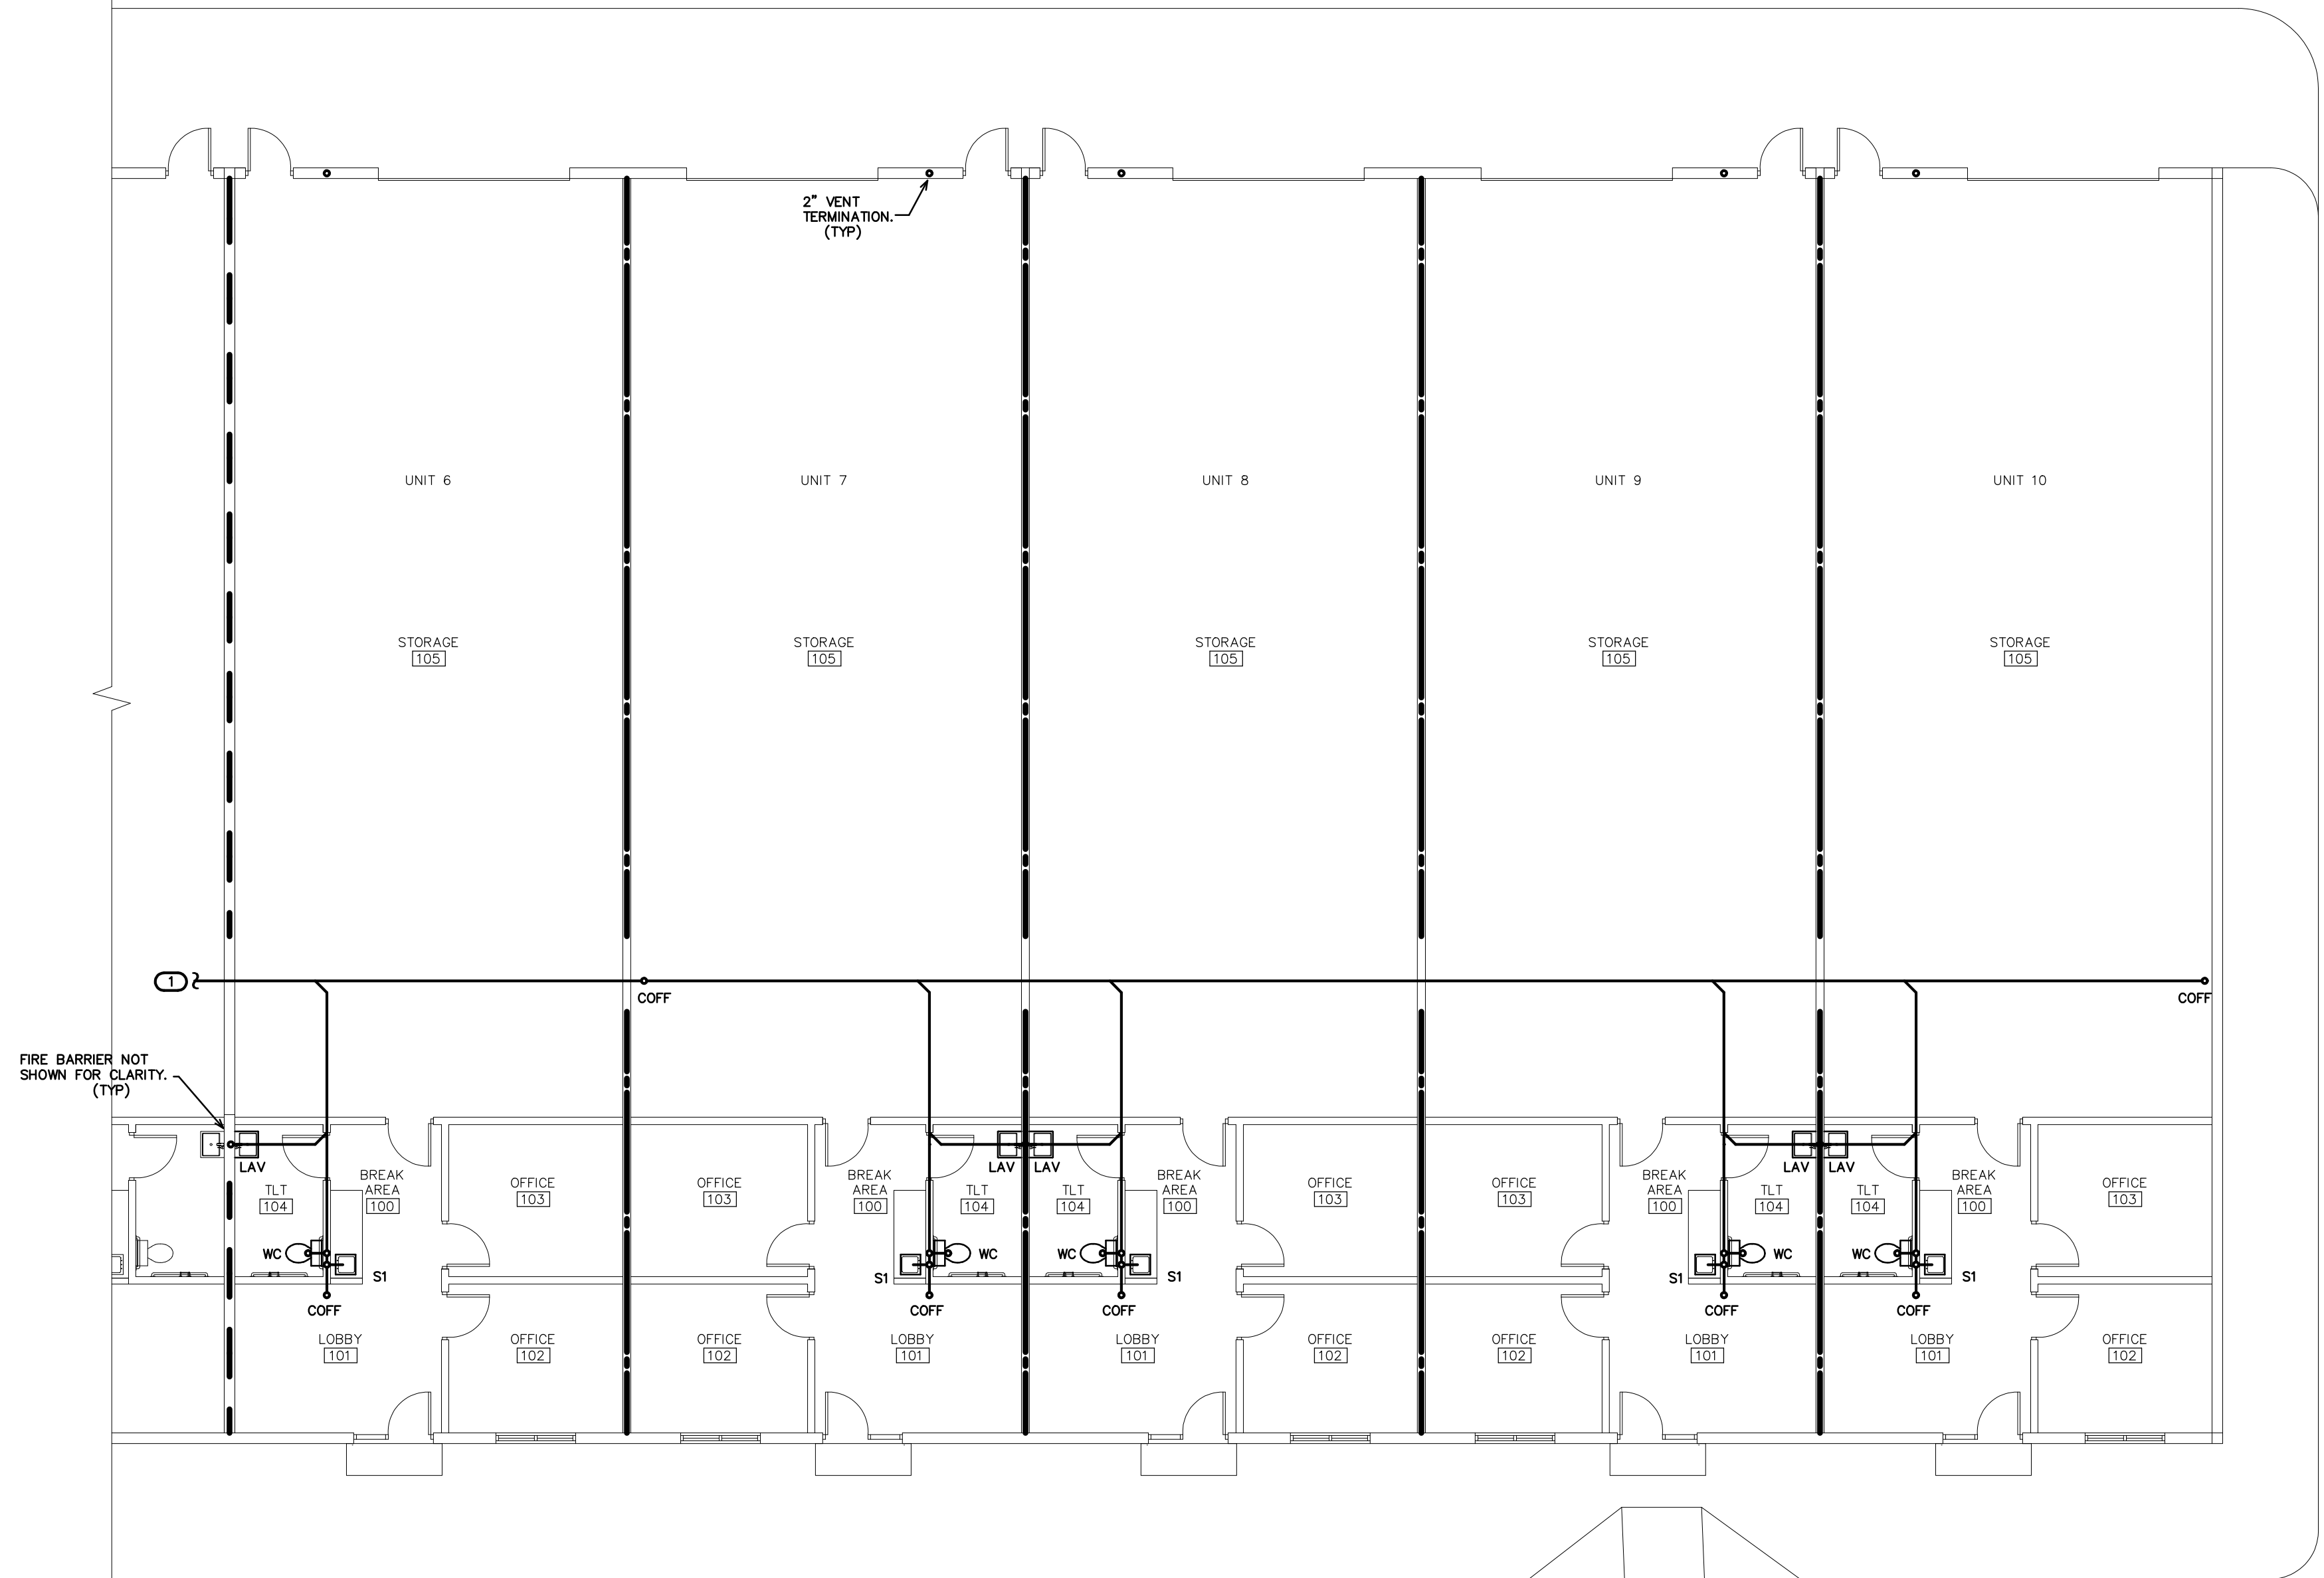 2" VENT
TERMINATION.
(TYP)
UNIT 6
UNIT 7
UNIT 8
UNIT 9
UNIT 10
STORAGE
105
STORAGE
105
STORAGE
105
STORAGE
105
STORAGE
105
1
COFF
COFF
FIRE BARRIER NOT
SHOWN FOR CLARITY.
(TYP)
LAV
LAV
LAV
LAV
LAV
TLT
104
BREAK
AREA
100
OFFICE
103
OFFICE
103
BREAK
AREA
100
TLT
104
TLT
104
BREAK
AREA
100
OFFICE
103
OFFICE
103
BREAK
AREA
100
TLT
104
TLT
104
BREAK
AREA
100
OFFICE
103
WC
S1
S1
WC
WC
S1
S1
WC
WC
S1
COFF
COFF
COFF
COFF
COFF
LOBBY
101
OFFICE
102
OFFICE
102
LOBBY
101
LOBBY
101
OFFICE
102
OFFICE
102
LOBBY
101
LOBBY
101
OFFICE
102